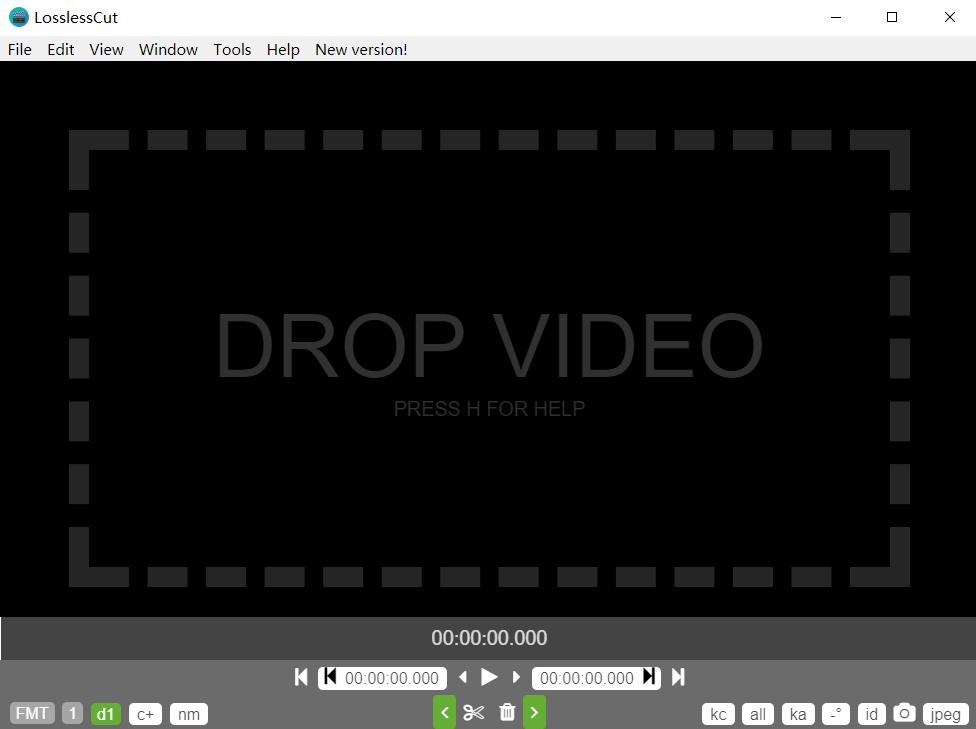 LosslessCut
File Edit View Window Tools Help New version!
DROP VIDEO
PRESS H FOR HELP
00:00:00.000
00:00:00.000 00:00:00.000
FMT 1 d1 c+ nm kc all ka -° id jpeg